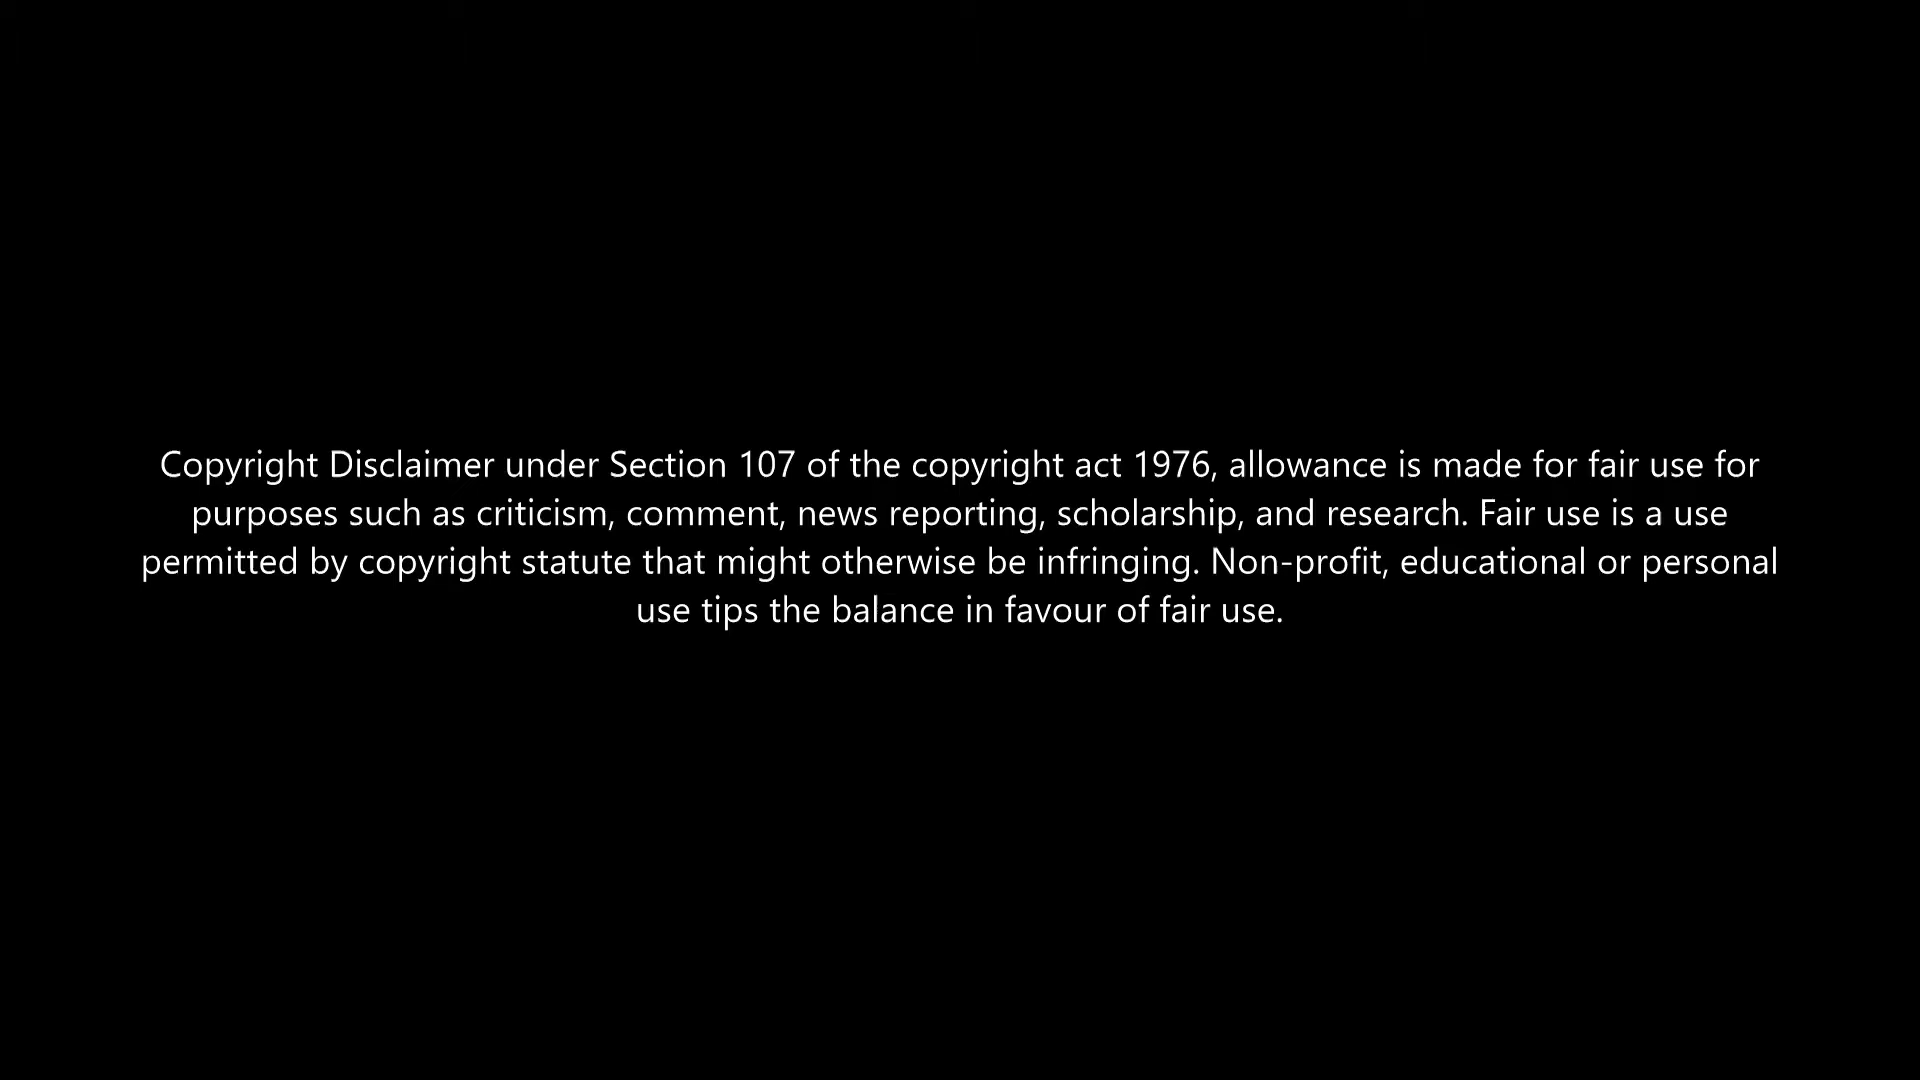 Copyright Disclaimer under Section 107 of the copyright act 1976, allowance is made for fair use for
purposes such as criticism, comment, news reporting, scholarship, and research. Fair use is a use
permitted by copyright statute that might otherwise be infringing. Non-profit, educational or personal
use tips the balance in favour of fair use.